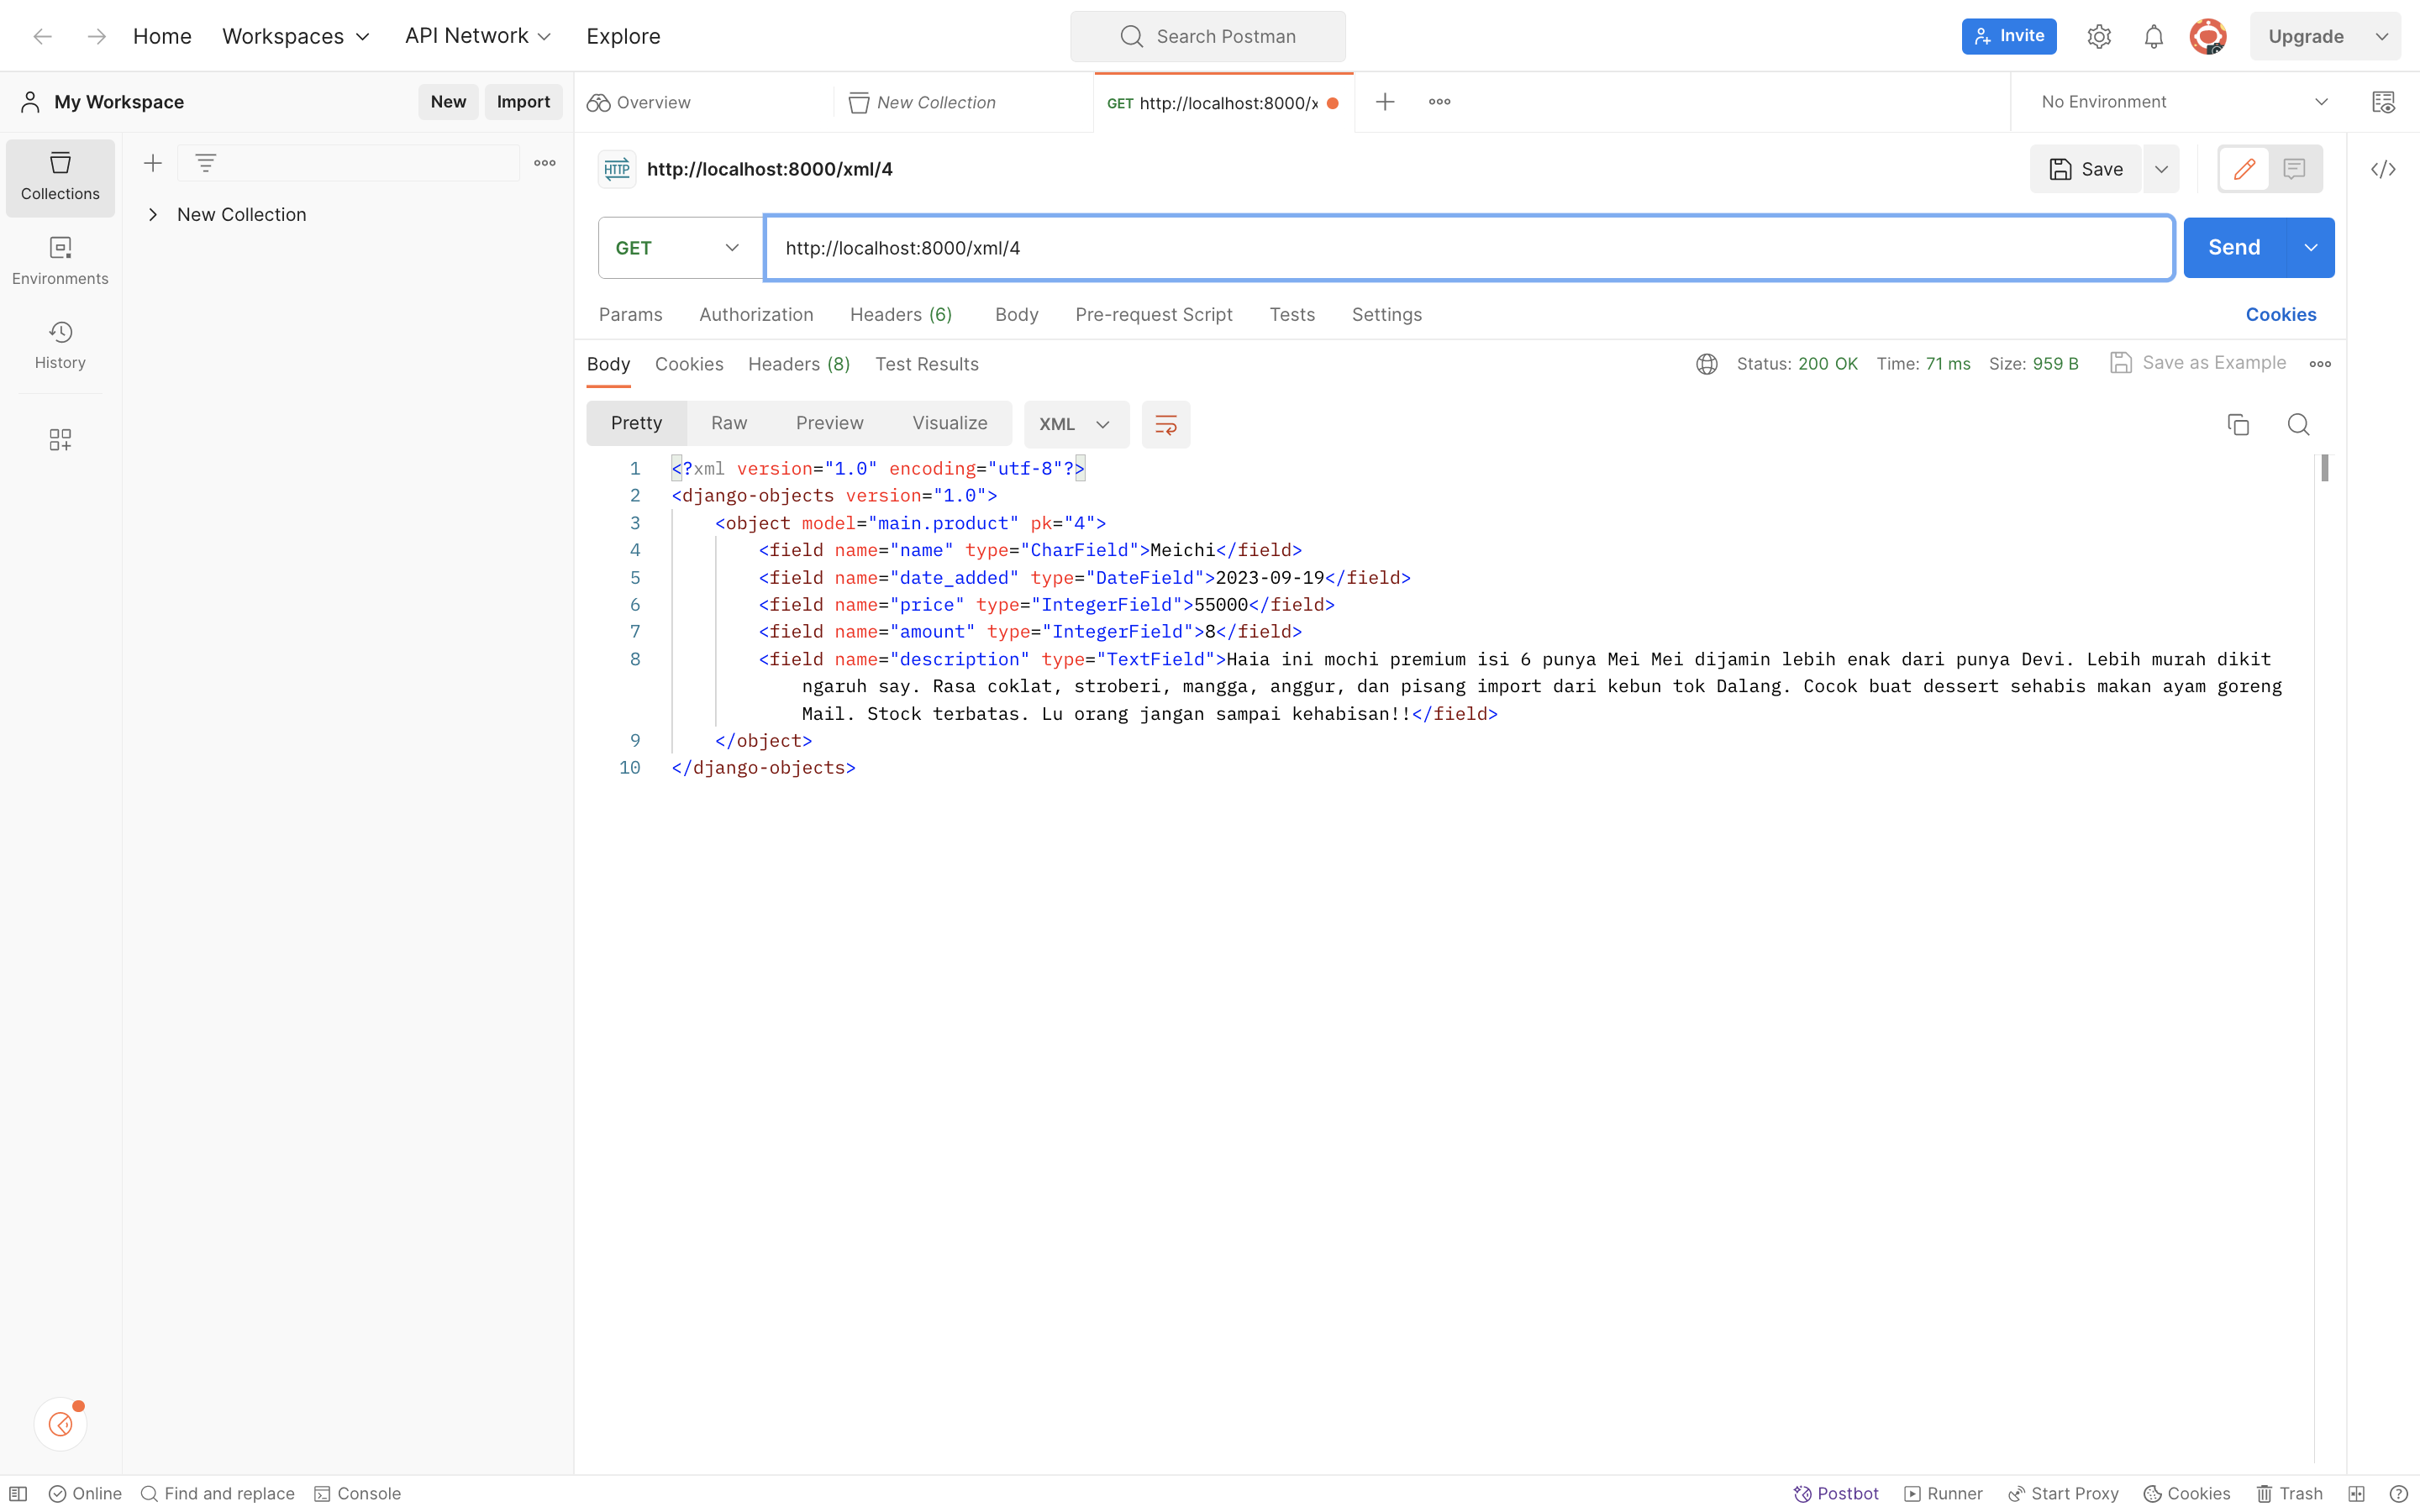 Home Workspaces API Network Explore Search Postman Invite Upgrade
My Workspace New Import Overview New Collection GET http://localhost:8000/x No Environment
Collections
New Collection
Environments
History
HTTP http://localhost:8000/xml/4 Save
GET http://localhost:8000/xml/4 Send
Params Authorization Headers (6) Body Pre-request Script Tests Settings Cookies
Body Cookies Headers (8) Test Results Status: 200 OK Time: 71 ms Size: 959 B Save as Example
Pretty Raw Preview Visualize XML
1 <?xml version="1.0" encoding="utf-8"?>
2 <django-objects version="1.0">
3 <object model="main.product" pk="4">
4 <field name="name" type="CharField">Meichi</field>
5 <field name="date_added" type="DateField">2023-09-19</field>
6 <field name="price" type="IntegerField">55000</field>
7 <field name="amount" type="IntegerField">8</field>
8 <field name="description" type="TextField">Haia ini mochi premium isi 6 punya Mei Mei dijamin lebih enak dari punya Devi. Lebih murah dikit
ngaruh say. Rasa coklat, stroberi, mangga, anggur, dan pisang import dari kebun tok Dalang. Cocok buat dessert sehabis makan ayam goreng
Mail. Stock terbatas. Lu orang jangan sampai kehabisan!!</field>
9 </object>
10 </django-objects>
Online Find and replace Console Postbot Runner Start Proxy Cookies Trash